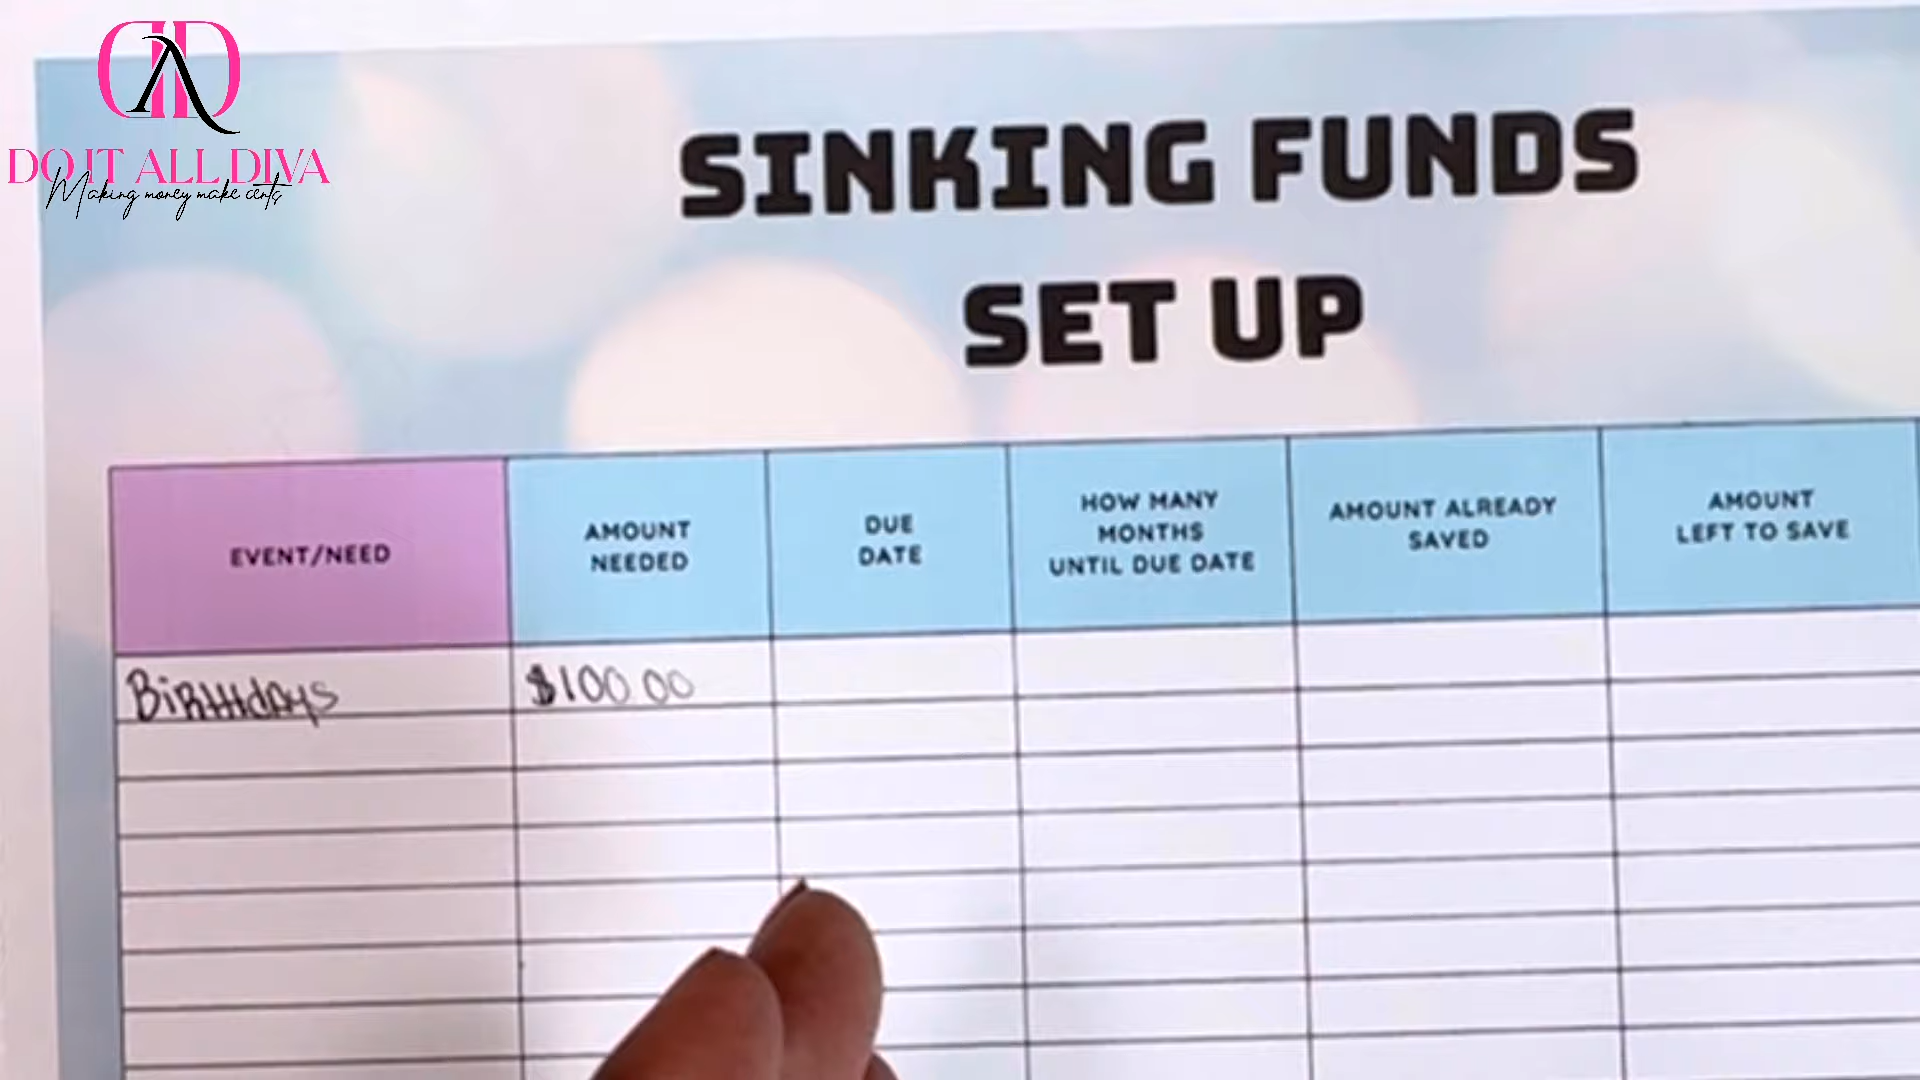 DO IT ALL DIVA
Making money make cents
SINKING FUNDS
SET UP
EVENT/NEED
AMOUNT
NEEDED
DUE
DATE
HOW MANY
MONTHS
UNTIL DUE DATE
AMOUNT ALREADY
SAVED
AMOUNT
LEFT TO SAVE
Birthdays
$100.00